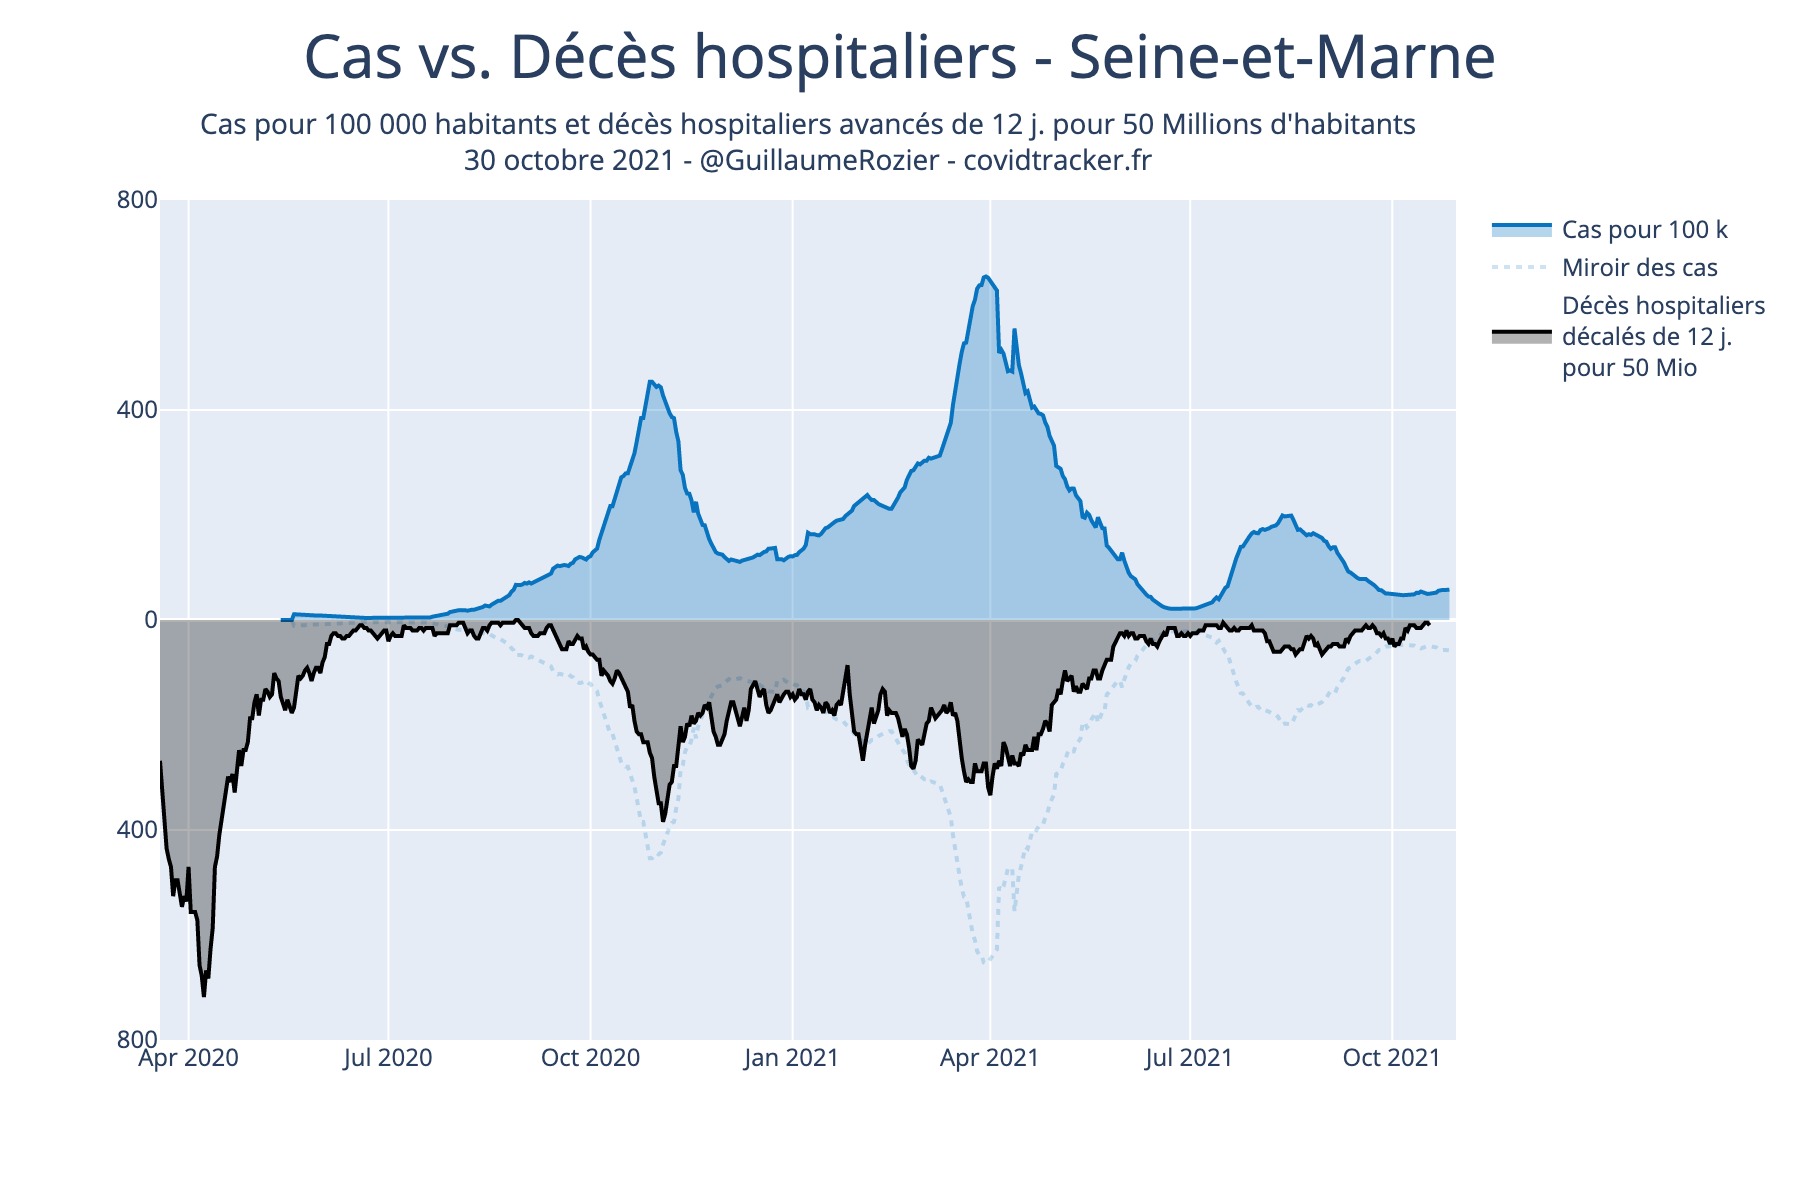 Cas vs. Décès hospitaliers - Seine-et-Marne
Cas pour 100 000 habitants et décès hospitaliers avancés de 12 j. pour 50 Millions d'habitants
30 octobre 2021 - @GuillaumeRozier - covidtracker.fr
800
400
0
400
800
Apr 2020
Jul 2020
Oct 2020
Jan 2021
Apr 2021
Jul 2021
Oct 2021
Cas pour 100 k
Miroir des cas
Décès hospitaliers
décalés de 12 j.
pour 50 Mio